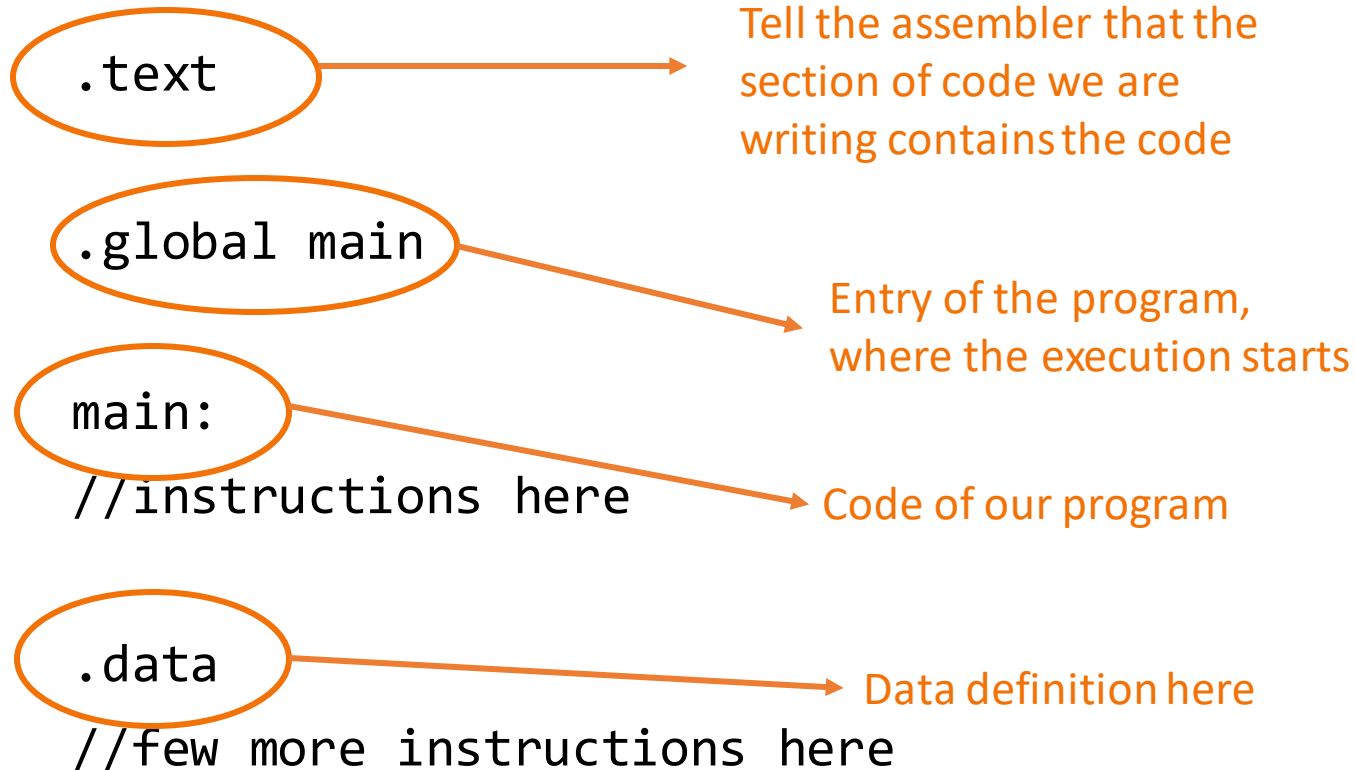 .text
Tell the assembler that the
section of code we are
writing contains the code
.global main
Entry of the program,
where the execution starts
main:
//instructions here
Code of our program
.data
Data definition here
//few more instructions here